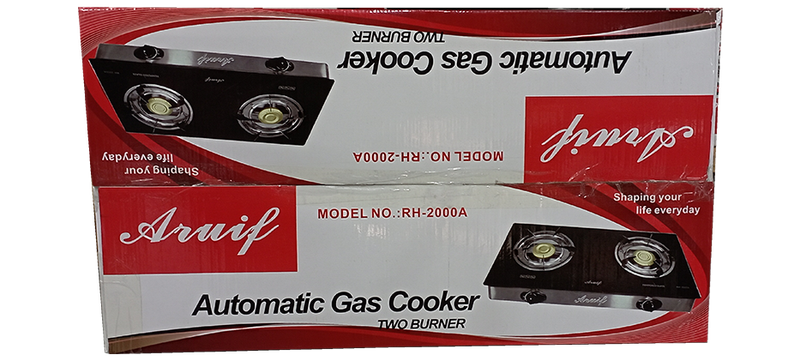 Automatic Gas Cooker
TWO BURNER
Aruif
MODEL NO.:RH-2000A
Shaping your
life everyday
Aruif
Aruif
MODEL NO.:RH-2000A
Shaping your
life everyday
Automatic Gas Cooker
TWO BURNER
Aruif